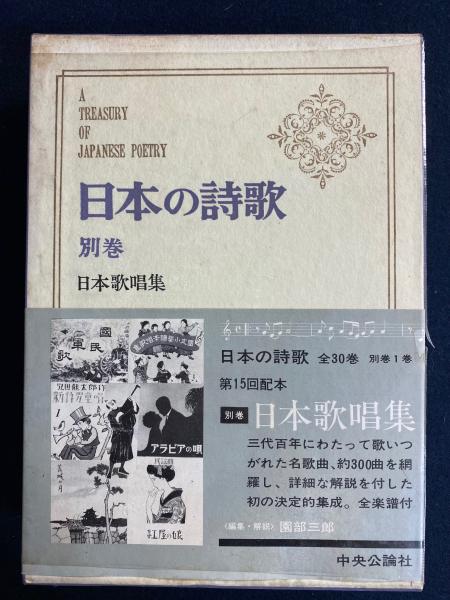 A
TREASURY
OF
JAPANESE POETRY
日本の詩歌
別巻
日本歌唱集
日本の詩歌 全30巻 別巻1巻
第15回配本
別巻 日本歌唱集
三代百年にわたって歌いつ
がれた名歌曲、約300曲を網
羅し、詳細な解説を付した
初の決定的集成。全楽譜付
〈編集・解説〉 園部三郎
中央公論社
國民軍歌
アラビアの唄
紅屋の娘